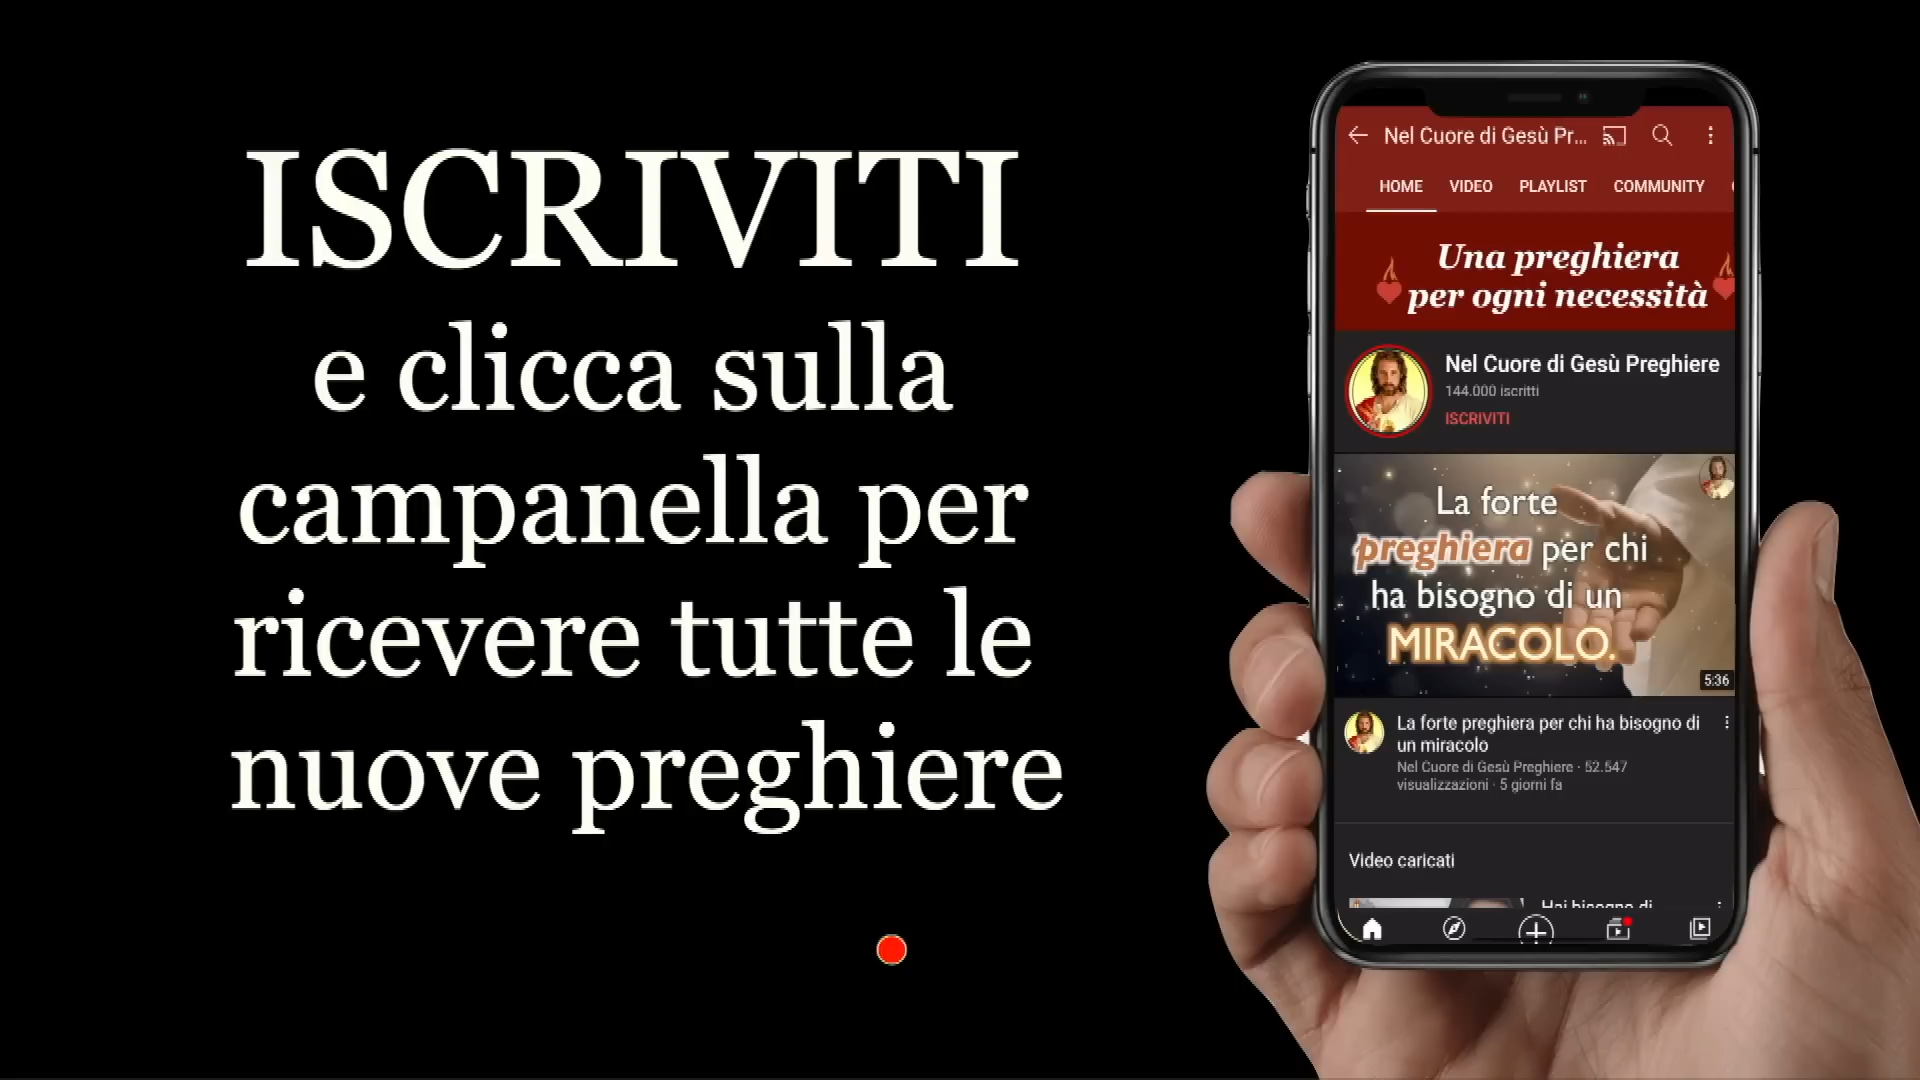 ISCRIVITI
e clicca sulla
campanella per
ricevere tutte le
nuove preghiere
Nel Cuore di Gesù Pr...
HOME VIDEO PLAYLIST COMMUNITY
Una preghiera
per ogni necessità
Nel Cuore di Gesù Preghiere
144.000 iscritti
ISCRIVITI
La forte
preghiera per chi
ha bisogno di un
MIRACOLO.
5:36
La forte preghiera per chi ha bisogno di
un miracolo
Nel Cuore di Gesù Preghiere · 52.547
visualizzazioni · 5 giorni fa
Video caricati
Hai bisogno di